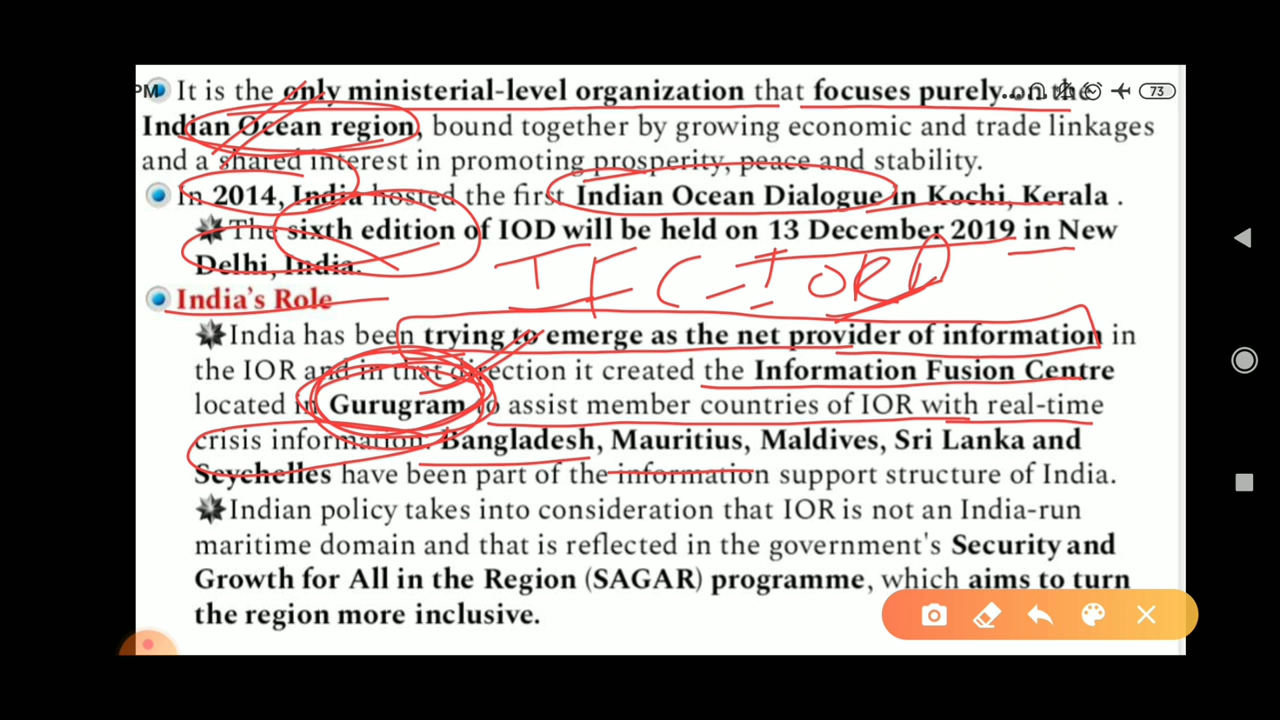 It is the only ministerial-level organization that focuses purely on the
Indian Ocean region, bound together by growing economic and trade linkages
and a shared interest in promoting prosperity, peace and stability.
In 2014, India hosted the first Indian Ocean Dialogue in Kochi, Kerala .
The sixth edition of IOD will be held on 13 December 2019 in New
Delhi, India.
IFC-IOR
India's Role
India has been trying to emerge as the net provider of information in
the IOR and in that direction it created the Information Fusion Centre
located in Gurugram to assist member countries of IOR with real-time
crisis information. Bangladesh, Mauritius, Maldives, Sri Lanka and
Seychelles have been part of the information support structure of India.
Indian policy takes into consideration that IOR is not an India-run
maritime domain and that is reflected in the government's Security and
Growth for All in the Region (SAGAR) programme, which aims to turn
the region more inclusive.
PM
73